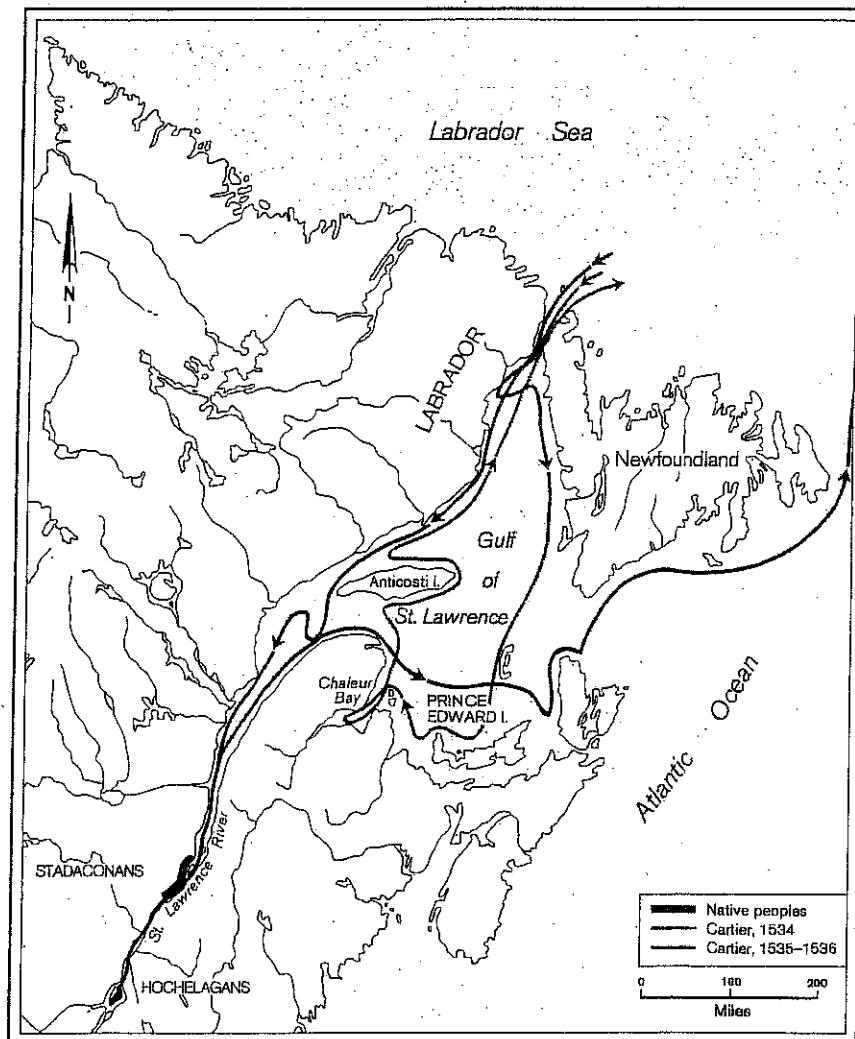 Labrador Sea
N
LABRADOR
Newfoundland
Gulf
of
St. Lawrence
Anticosti I.
Chaleur
Bay
PRINCE
EDWARD I.
Atlantic Ocean
St. Lawrence River
STADACONANS
HOCHELAGANS
Native peoples
Cartier, 1534
Cartier, 1535–1536
0 100 200
Miles